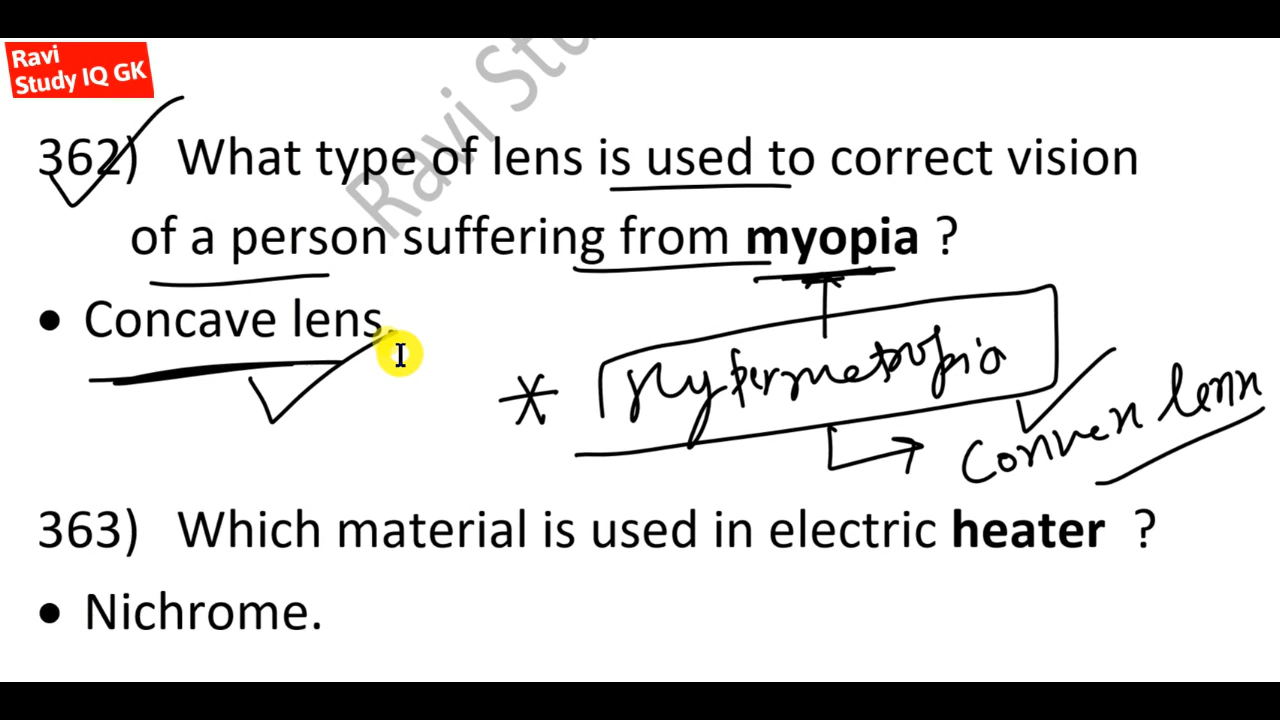 Ravi
Study IQ GK
Ravi Stu
362) What type of lens is used to correct vision
of a person suffering from myopia ?
• Concave lens.
* Hypermetropia
→ Convex lens
363) Which material is used in electric heater ?
• Nichrome.